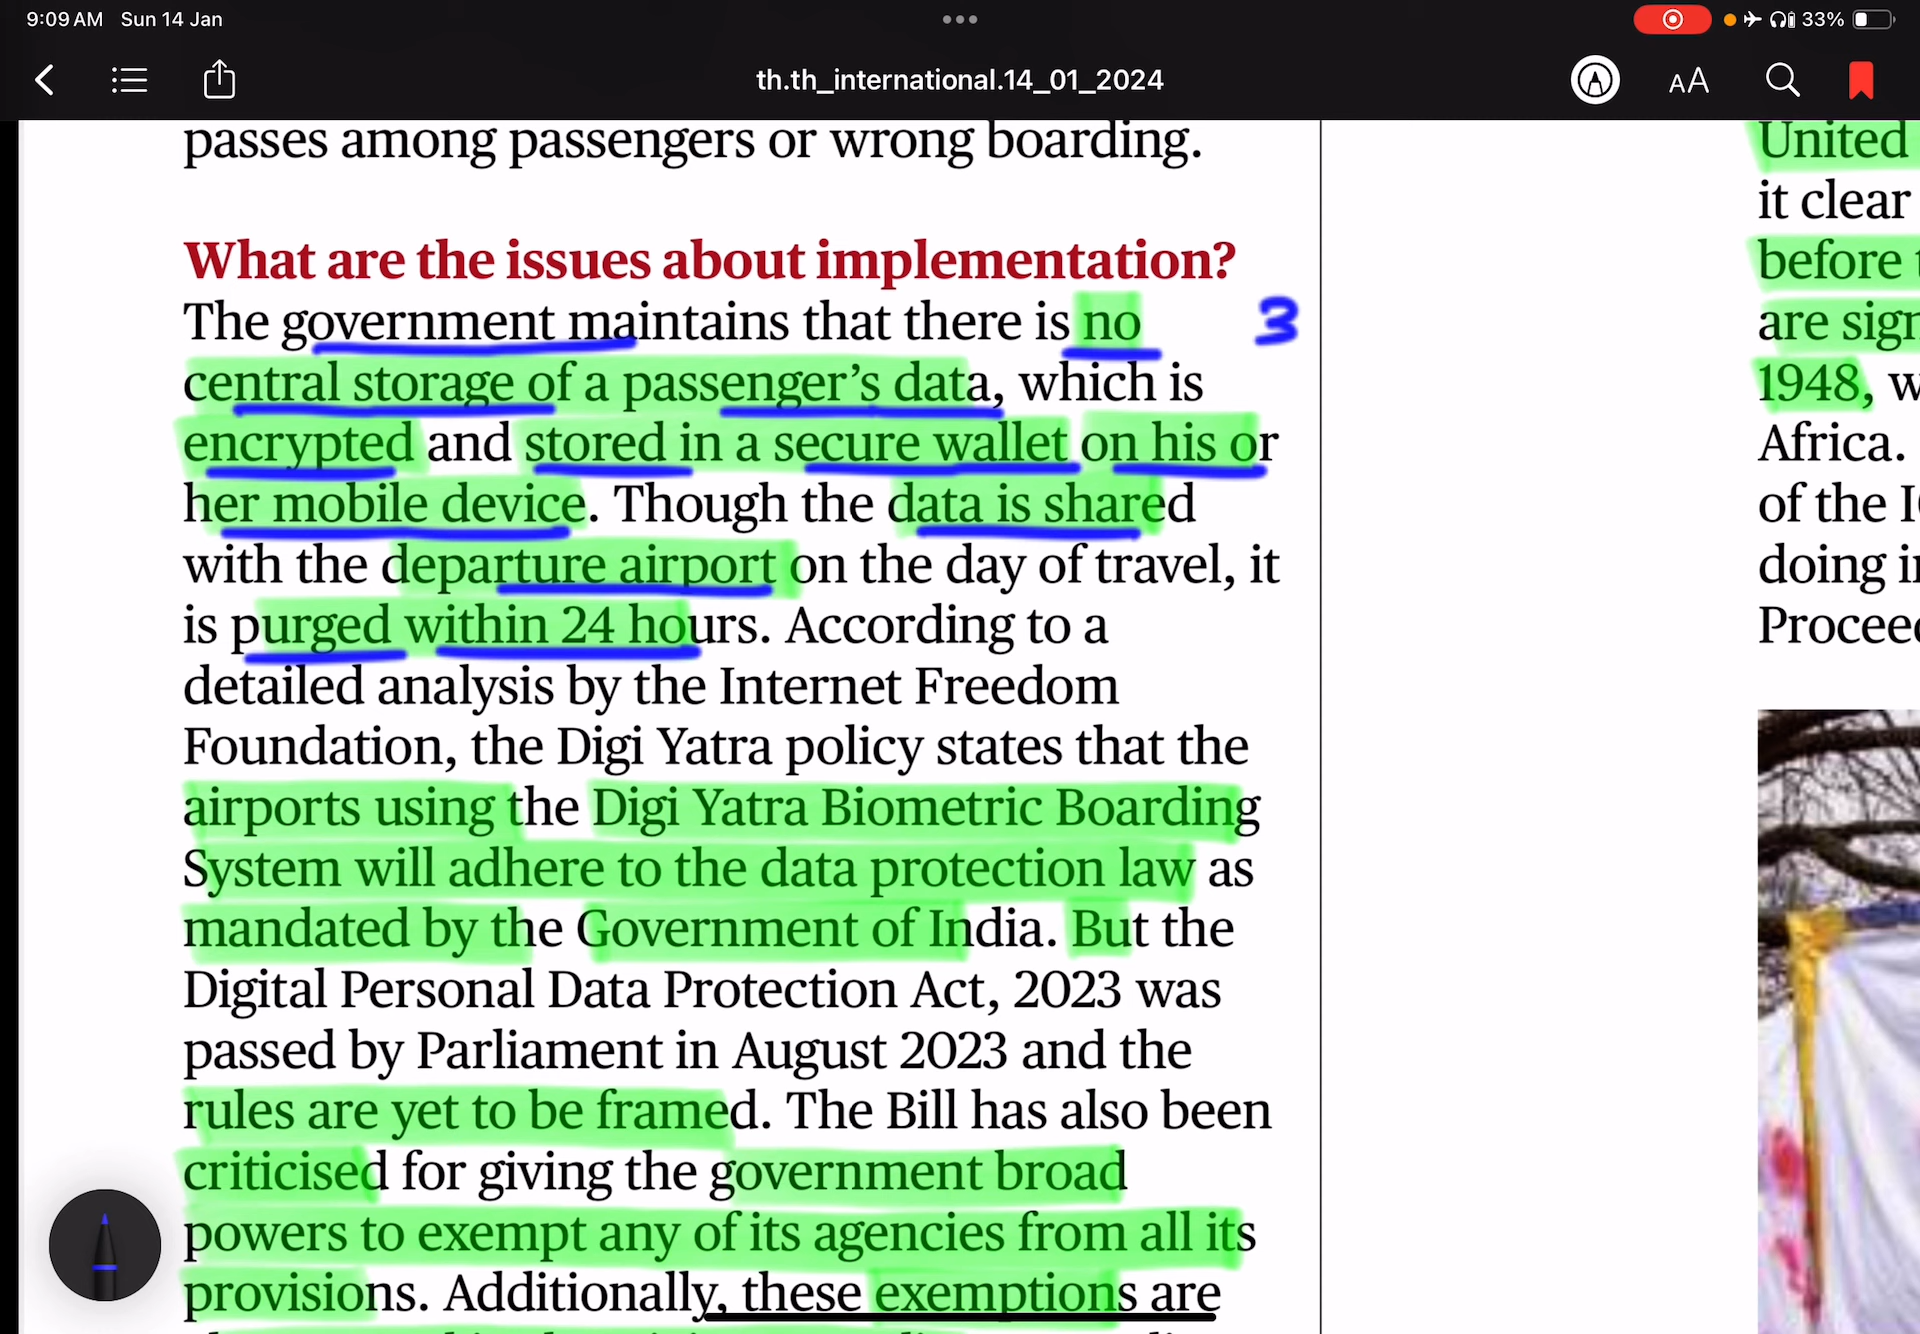 9:09 AM Sun 14 Jan
33%
th.th_international.14_01_2024
AA
passes among passengers or wrong boarding.
What are the issues about implementation?
The government maintains that there is no
3
central storage of a passenger’s data, which is
encrypted and stored in a secure wallet on his or
her mobile device. Though the data is shared
with the departure airport on the day of travel, it
is purged within 24 hours. According to a
detailed analysis by the Internet Freedom
Foundation, the Digi Yatra policy states that the
airports using the Digi Yatra Biometric Boarding
System will adhere to the data protection law as
mandated by the Government of India. But the
Digital Personal Data Protection Act, 2023 was
passed by Parliament in August 2023 and the
rules are yet to be framed. The Bill has also been
criticised for giving the government broad
powers to exempt any of its agencies from all its
provisions. Additionally, these exemptions are
United
it clear
before
are
1948,
Africa.
of the
doing